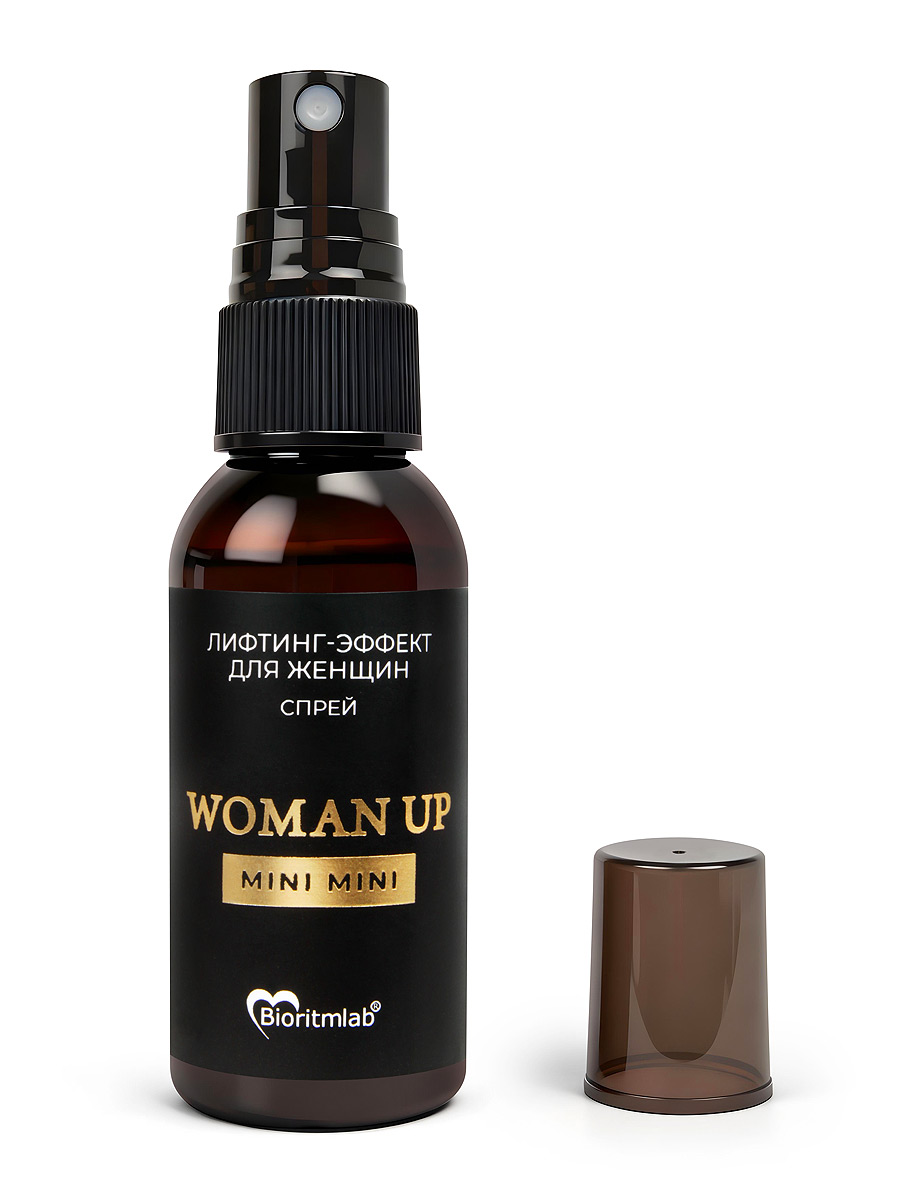 ЛИФТИНГ-ЭФФЕКТ
ДЛЯ ЖЕНЩИН
СПРЕЙ
WOMAN UP
MINI MINI
Bioritmlab®